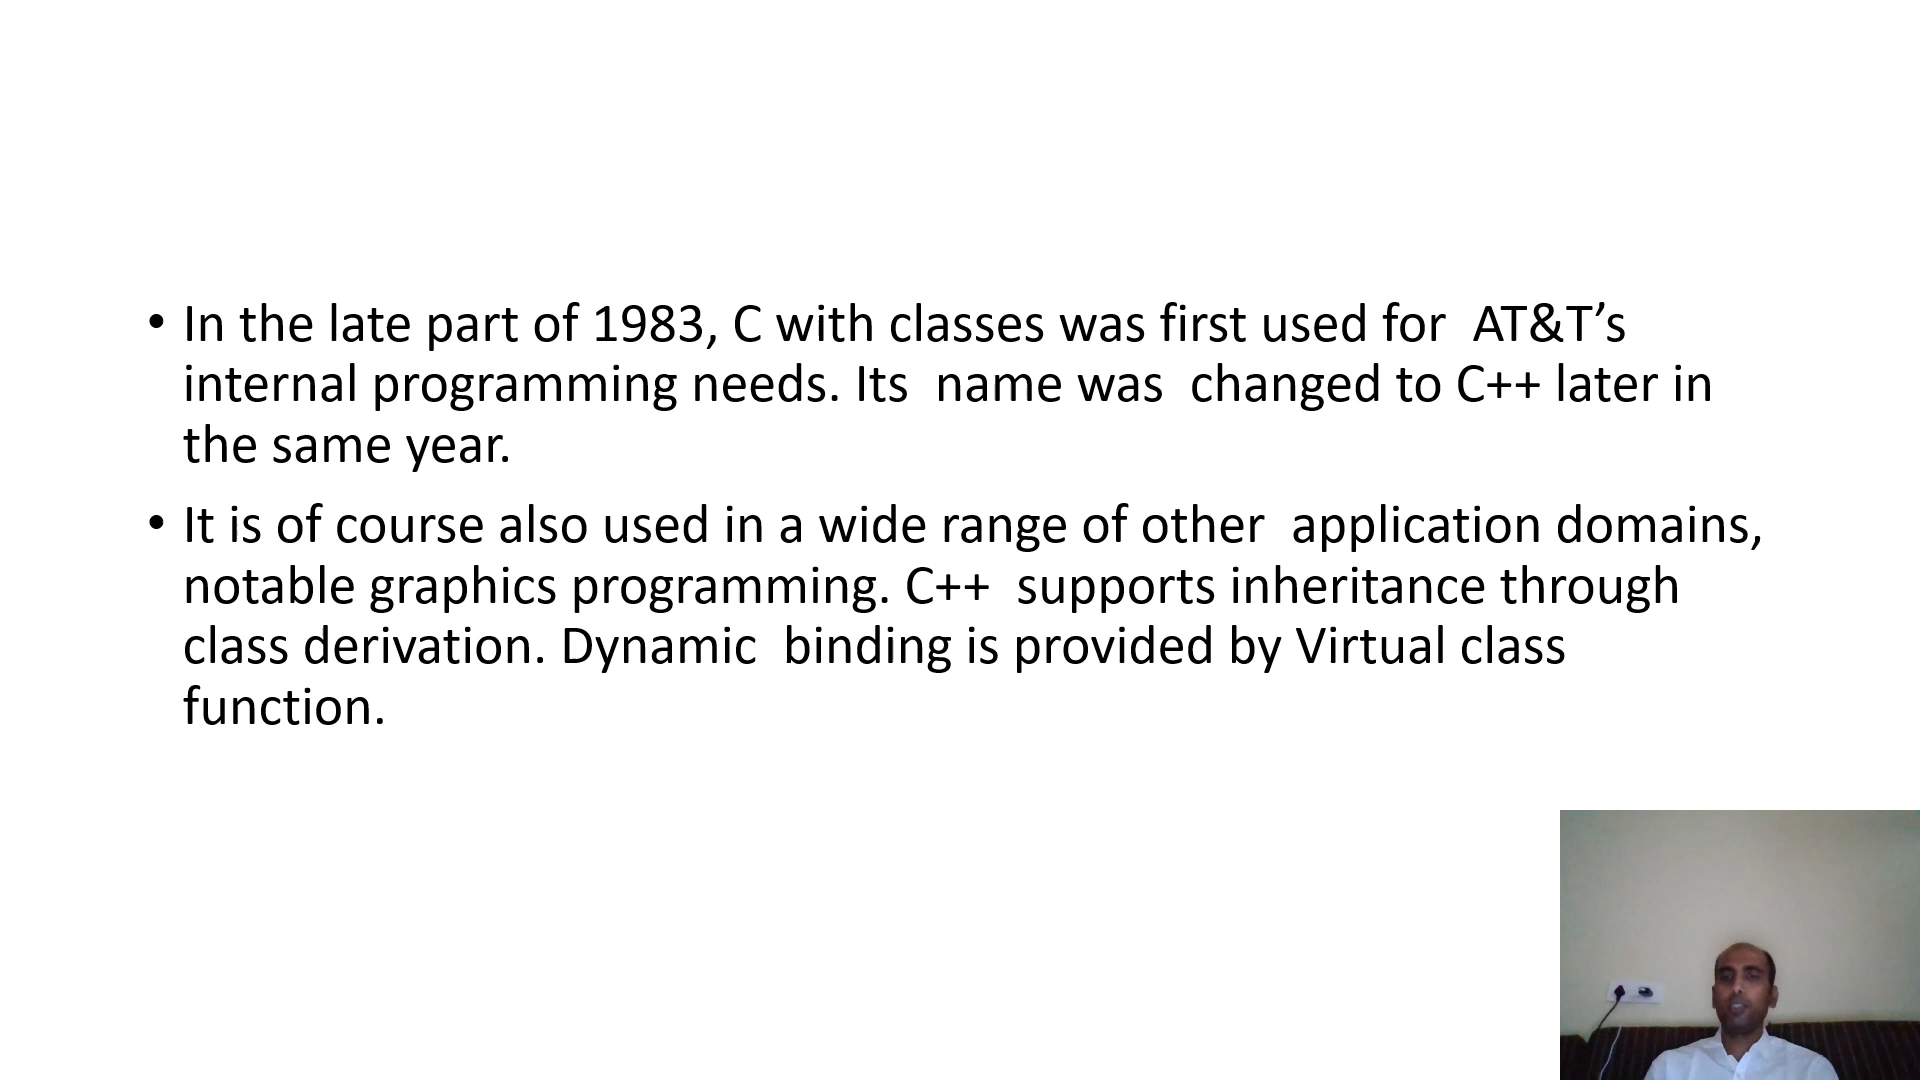 • In the late part of 1983, C with classes was first used for  AT&T’s
internal programming needs. Its  name was  changed to C++ later in
the same year.
• It is of course also used in a wide range of other  application domains,
notable graphics programming. C++  supports inheritance through
class derivation. Dynamic  binding is provided by Virtual class
function.